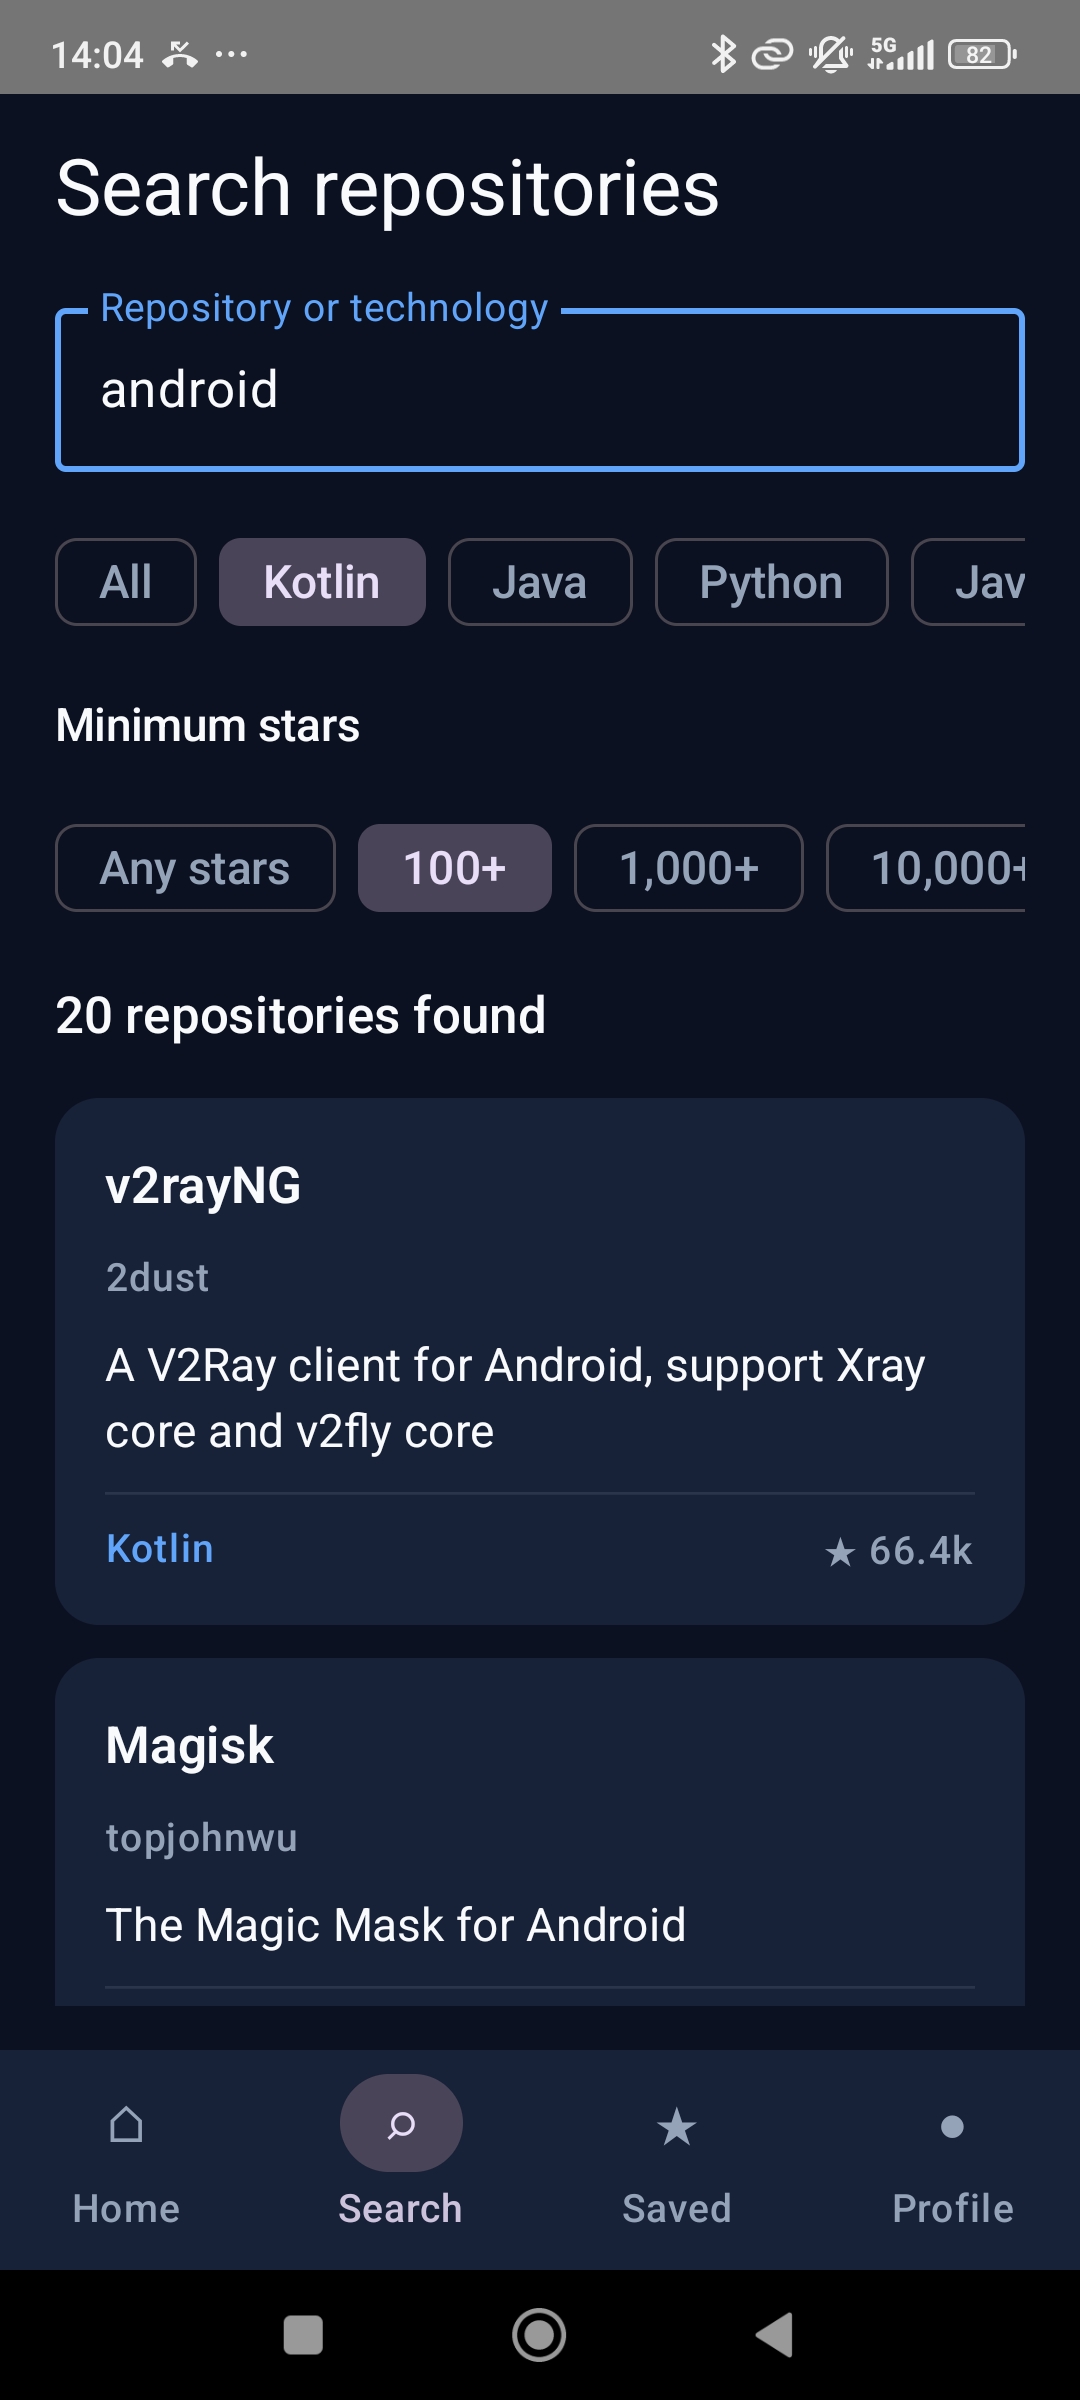 14:04
5G
82
Search repositories
Repository or technology
android
All
Kotlin
Java
Python
Jav
Minimum stars
Any stars
100+
1,000+
10,000+
20 repositories found
v2rayNG
2dust
A V2Ray client for Android, support Xray
core and v2fly core
Kotlin
★ 66.4k
Magisk
topjohnwu
The Magic Mask for Android
Home
Search
Saved
Profile